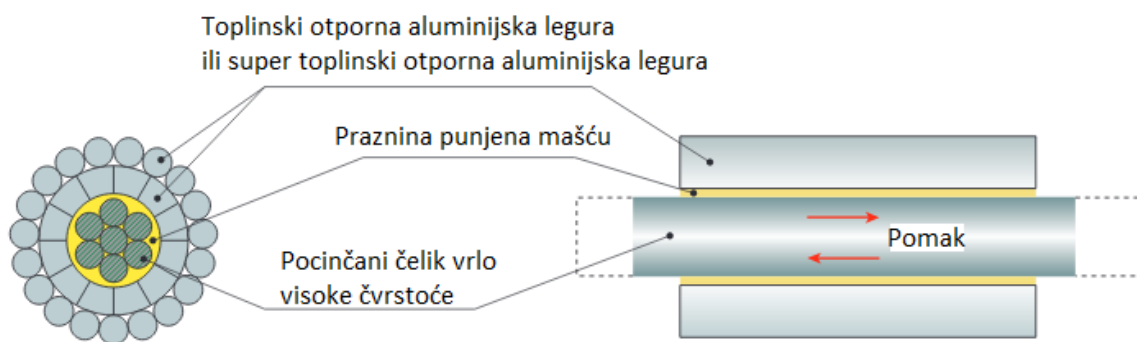 Toplinski otporna aluminijska legura
ili super toplinski otporna aluminijska legura
Praznina punjena mašću
Pomak
Pocinčani čelik vrlo
visoke čvrstoće